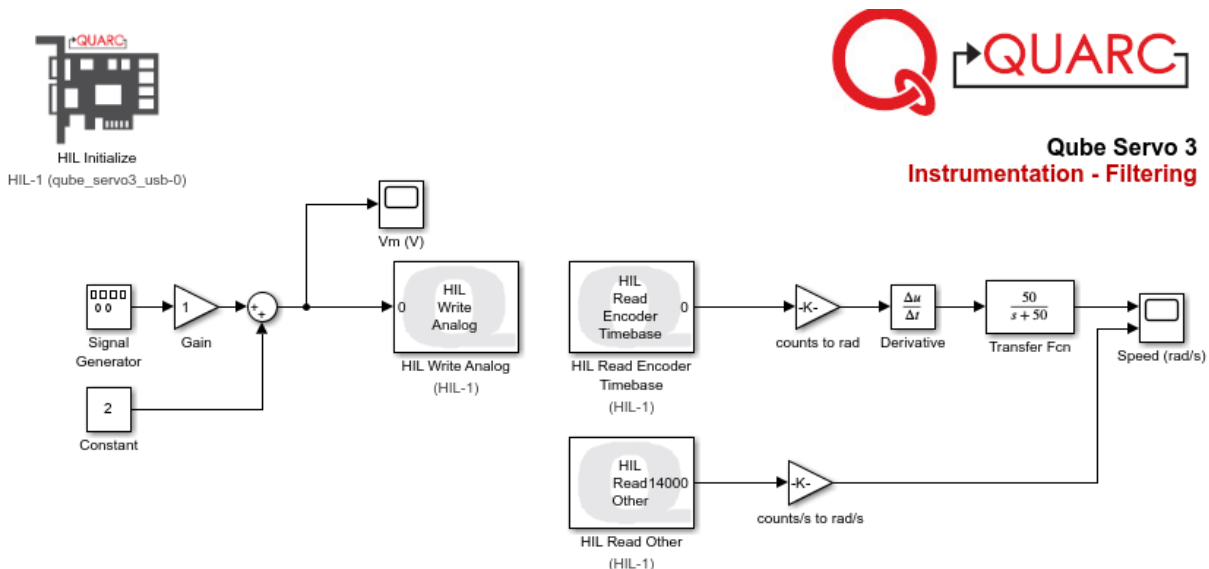 QUARC
HIL Initialize
HIL-1 (qube_servo3_usb-0)
QUARC
Qube Servo 3
Instrumentation - Filtering
Vm (V)
Signal
Generator
1
Gain
+
+
0
HIL
Write
Analog
HIL Write Analog
(HIL-1)
2
Constant
HIL
Read
Encoder
Timebase
0
HIL Read Encoder
Timebase
(HIL-1)
-K-
counts to rad
Δu
Δt
Derivative
50
s + 50
Transfer Fcn
Speed (rad/s)
HIL
Read
Other
14000
HIL Read Other
(HIL-1)
-K-
counts/s to rad/s